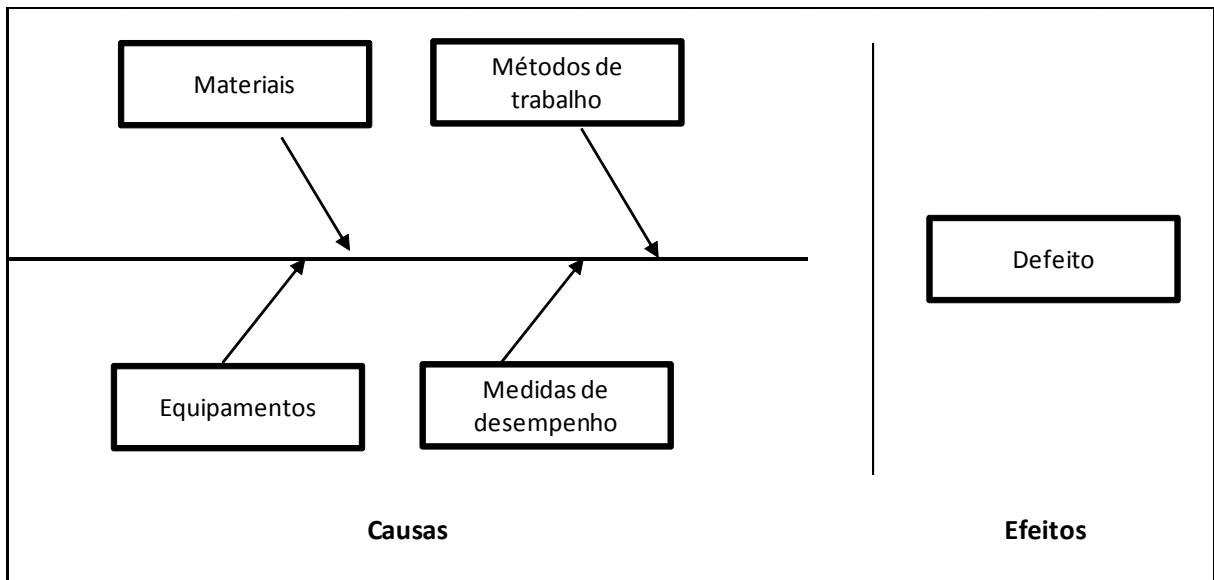 Materiais
Métodos de
trabalho
Defeito
Equipamentos
Medidas de
desempenho
Causas
Efeitos